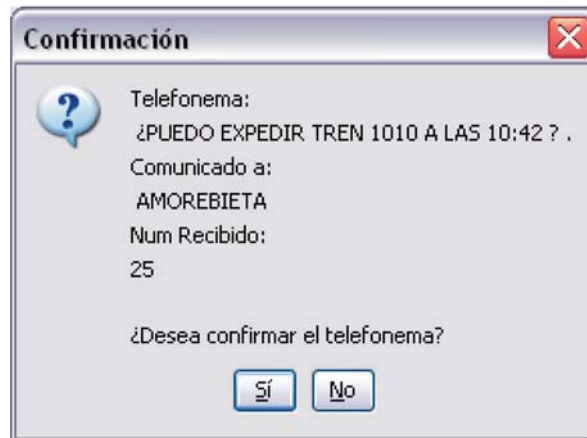 Confirmación
Telefonema:
¿PUEDO EXPEDIR TREN 1010 A LAS 10:42 ? .
Comunicado a:
AMOREBIETA
Num Recibido:
25
¿Desea confirmar el telefonema?
Sí No